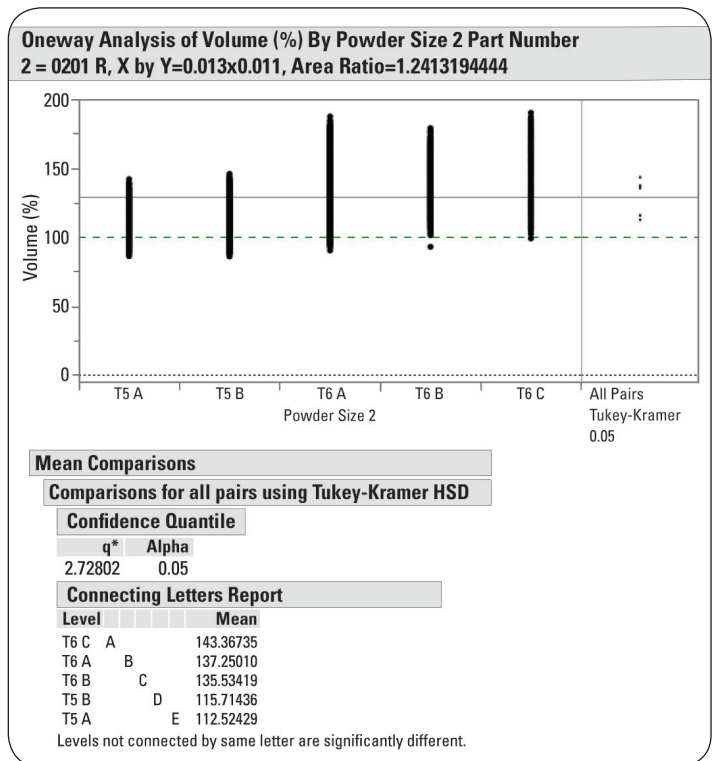 Oneway Analysis of Volume (%) By Powder Size 2 Part Number
2 = 0201 R, X by Y=0.013x0.011, Area Ratio=1.2413194444
200
150
100
50
0
Volume (%)
T5 A T5 B T6 A T6 B T6 C All Pairs
Powder Size 2 Tukey-Kramer
0.05
Mean Comparisons
Comparisons for all pairs using Tukey-Kramer HSD
Confidence Quantile
q* Alpha
2.72802 0.05
Connecting Letters Report
Level Mean
T6 C A 143.36735
T6 A B 137.25010
T6 B C 135.53419
T5 B D 115.71436
T5 A E 112.52429
Levels not connected by same letter are significantly different.